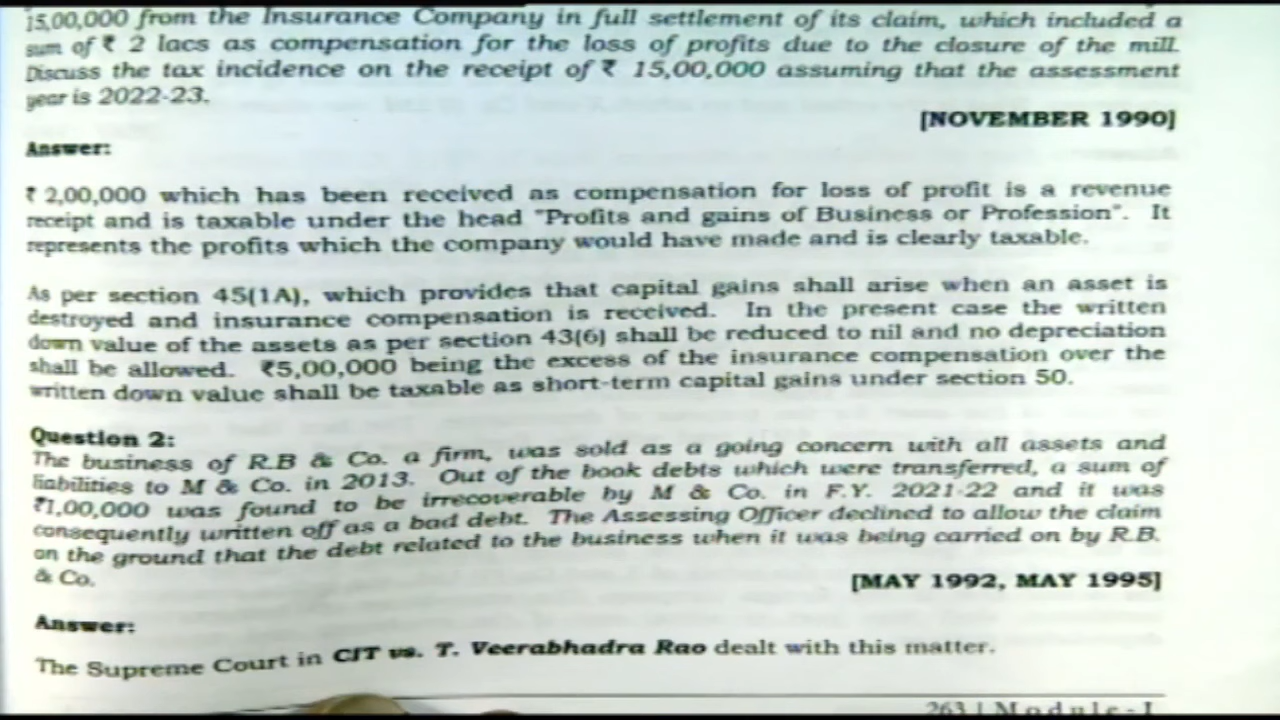 15,00,000 from the Insurance Company in full settlement of its claim, which included a
sum of ₹ 2 lacs as compensation for the loss of profits due to the closure of the mill.
Discuss the tax incidence on the receipt of ₹ 15,00,000 assuming that the assessment
year is 2022-23.
[NOVEMBER 1990]
Answer:
₹ 2,00,000 which has been received as compensation for loss of profit is a revenue
receipt and is taxable under the head "Profits and gains of Business or Profession". It
represents the profits which the company would have made and is clearly taxable.
As per section 45(1A), which provides that capital gains shall arise when an asset is
destroyed and insurance compensation is received. In the present case the written
down value of the assets as per section 43(6) shall be reduced to nil and no depreciation
shall be allowed. ₹5,00,000 being the excess of the insurance compensation over the
written down value shall be taxable as short-term capital gains under section 50.
Question 2:
The business of R.B & Co. a firm, was sold as a going concern with all assets and
liabilities to M & Co. in 2013. Out of the book debts which were transferred, a sum of
₹1,00,000 was found to be irrecoverable by M & Co. in F.Y. 2021-22 and it was
consequently written off as a bad debt. The Assessing Officer declined to allow the claim
on the ground that the debt related to the business when it was being carried on by R.B.
& Co.
[MAY 1992, MAY 1995]
Answer:
The Supreme Court in CIT vs. T. Veerabhadra Rao dealt with this matter.
263 | Module-I